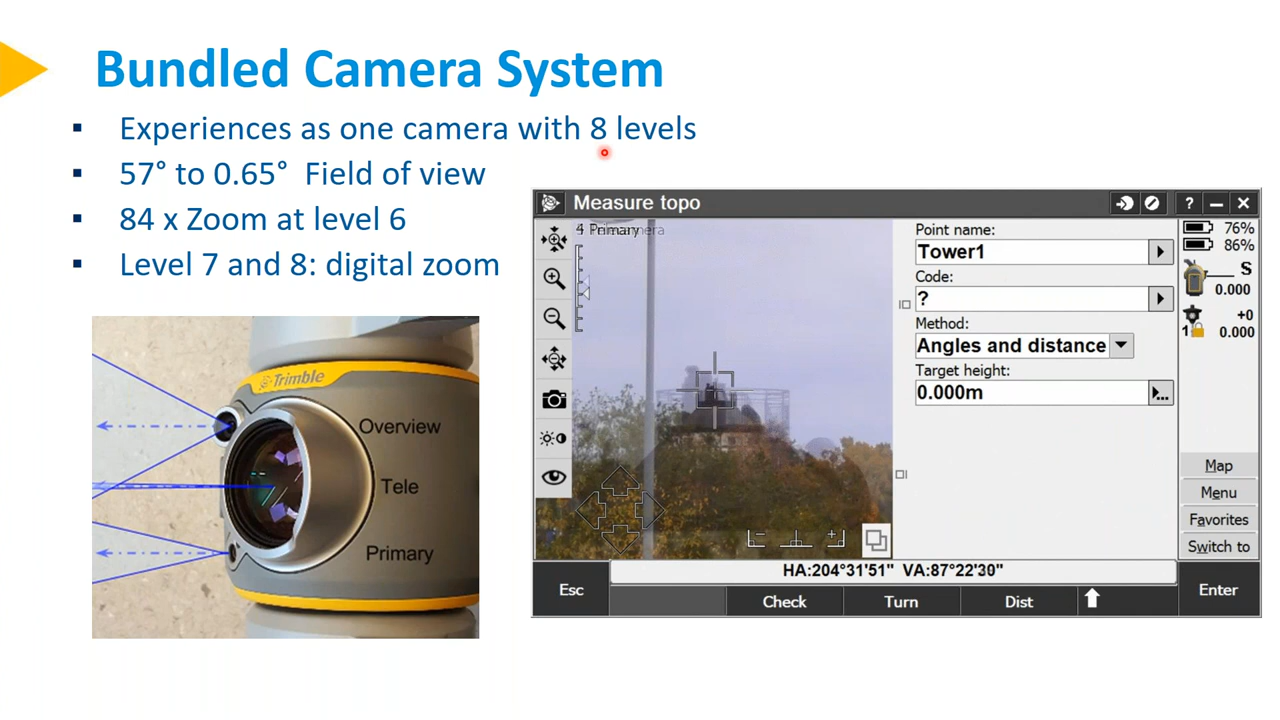 Bundled Camera System
▪ Experiences as one camera with 8 levels
▪ 57° to 0.65° Field of view
▪ 84 x Zoom at level 6
▪ Level 7 and 8: digital zoom
Trimble
Overview
Tele
Primary
Measure topo
? – X
4 Primary
Point name:
Tower1
Code:
?
Method:
Angles and distance
Target height:
0.000m
76%
86%
S
0.000
+0
1 0.000
Map
Menu
Favorites
Switch to
HA:204°31'51" VA:87°22'30"
Esc
Check
Turn
Dist
Enter